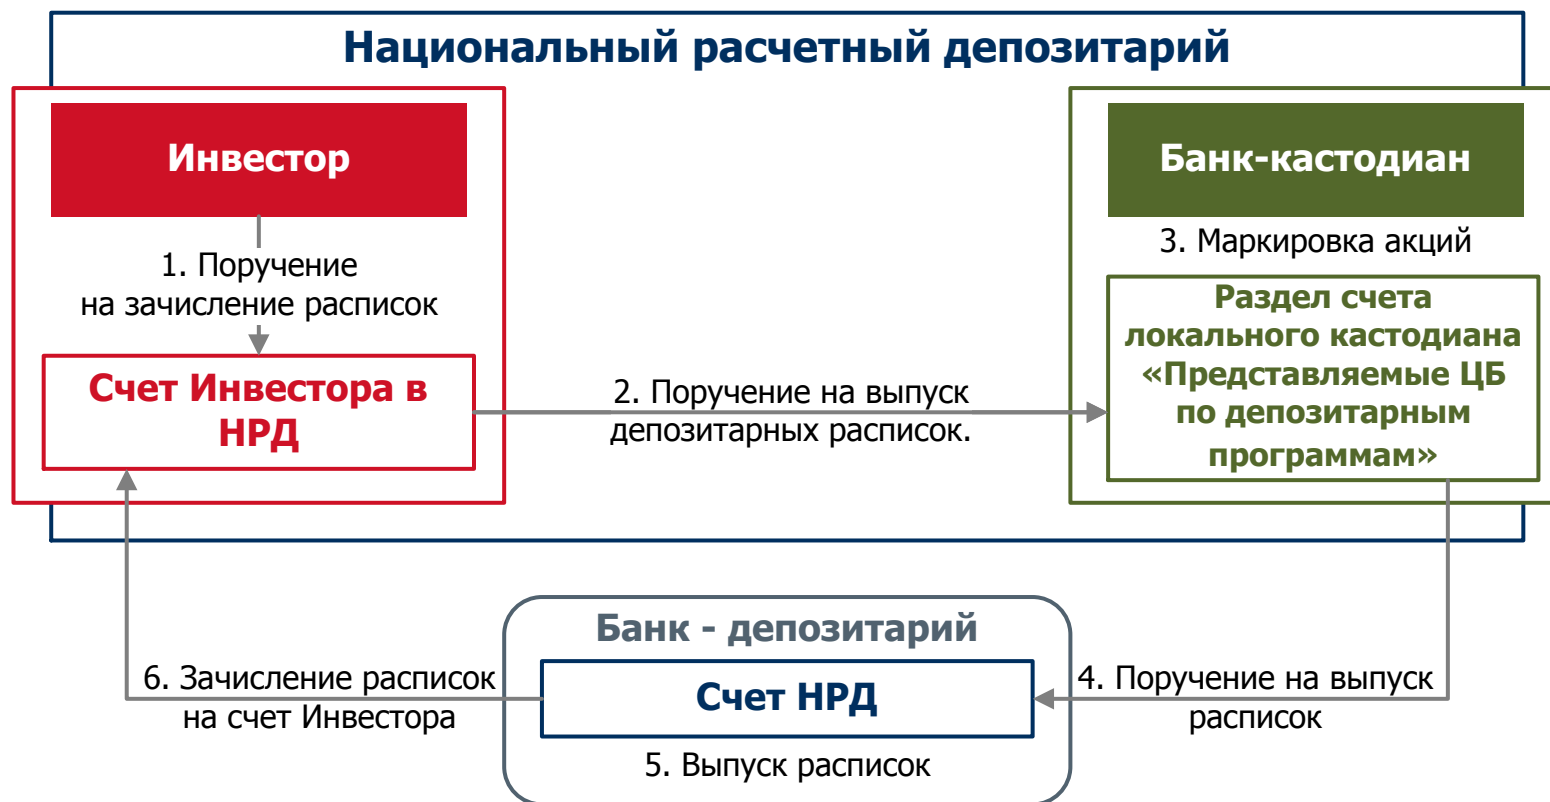 Национальный расчетный депозитарий
Инвестор
1. Поручение
на зачисление расписок
Счет Инвестора в
НРД
2. Поручение на выпуск
депозитарных расписок.
Банк-кастодиан
3. Маркировка акций
Раздел счета
локального кастодиана
«Представляемые ЦБ
по депозитарным
программам»
4. Поручение на выпуск
расписок
Банк - депозитарий
Счет НРД
5. Выпуск расписок
6. Зачисление расписок
на счет Инвестора